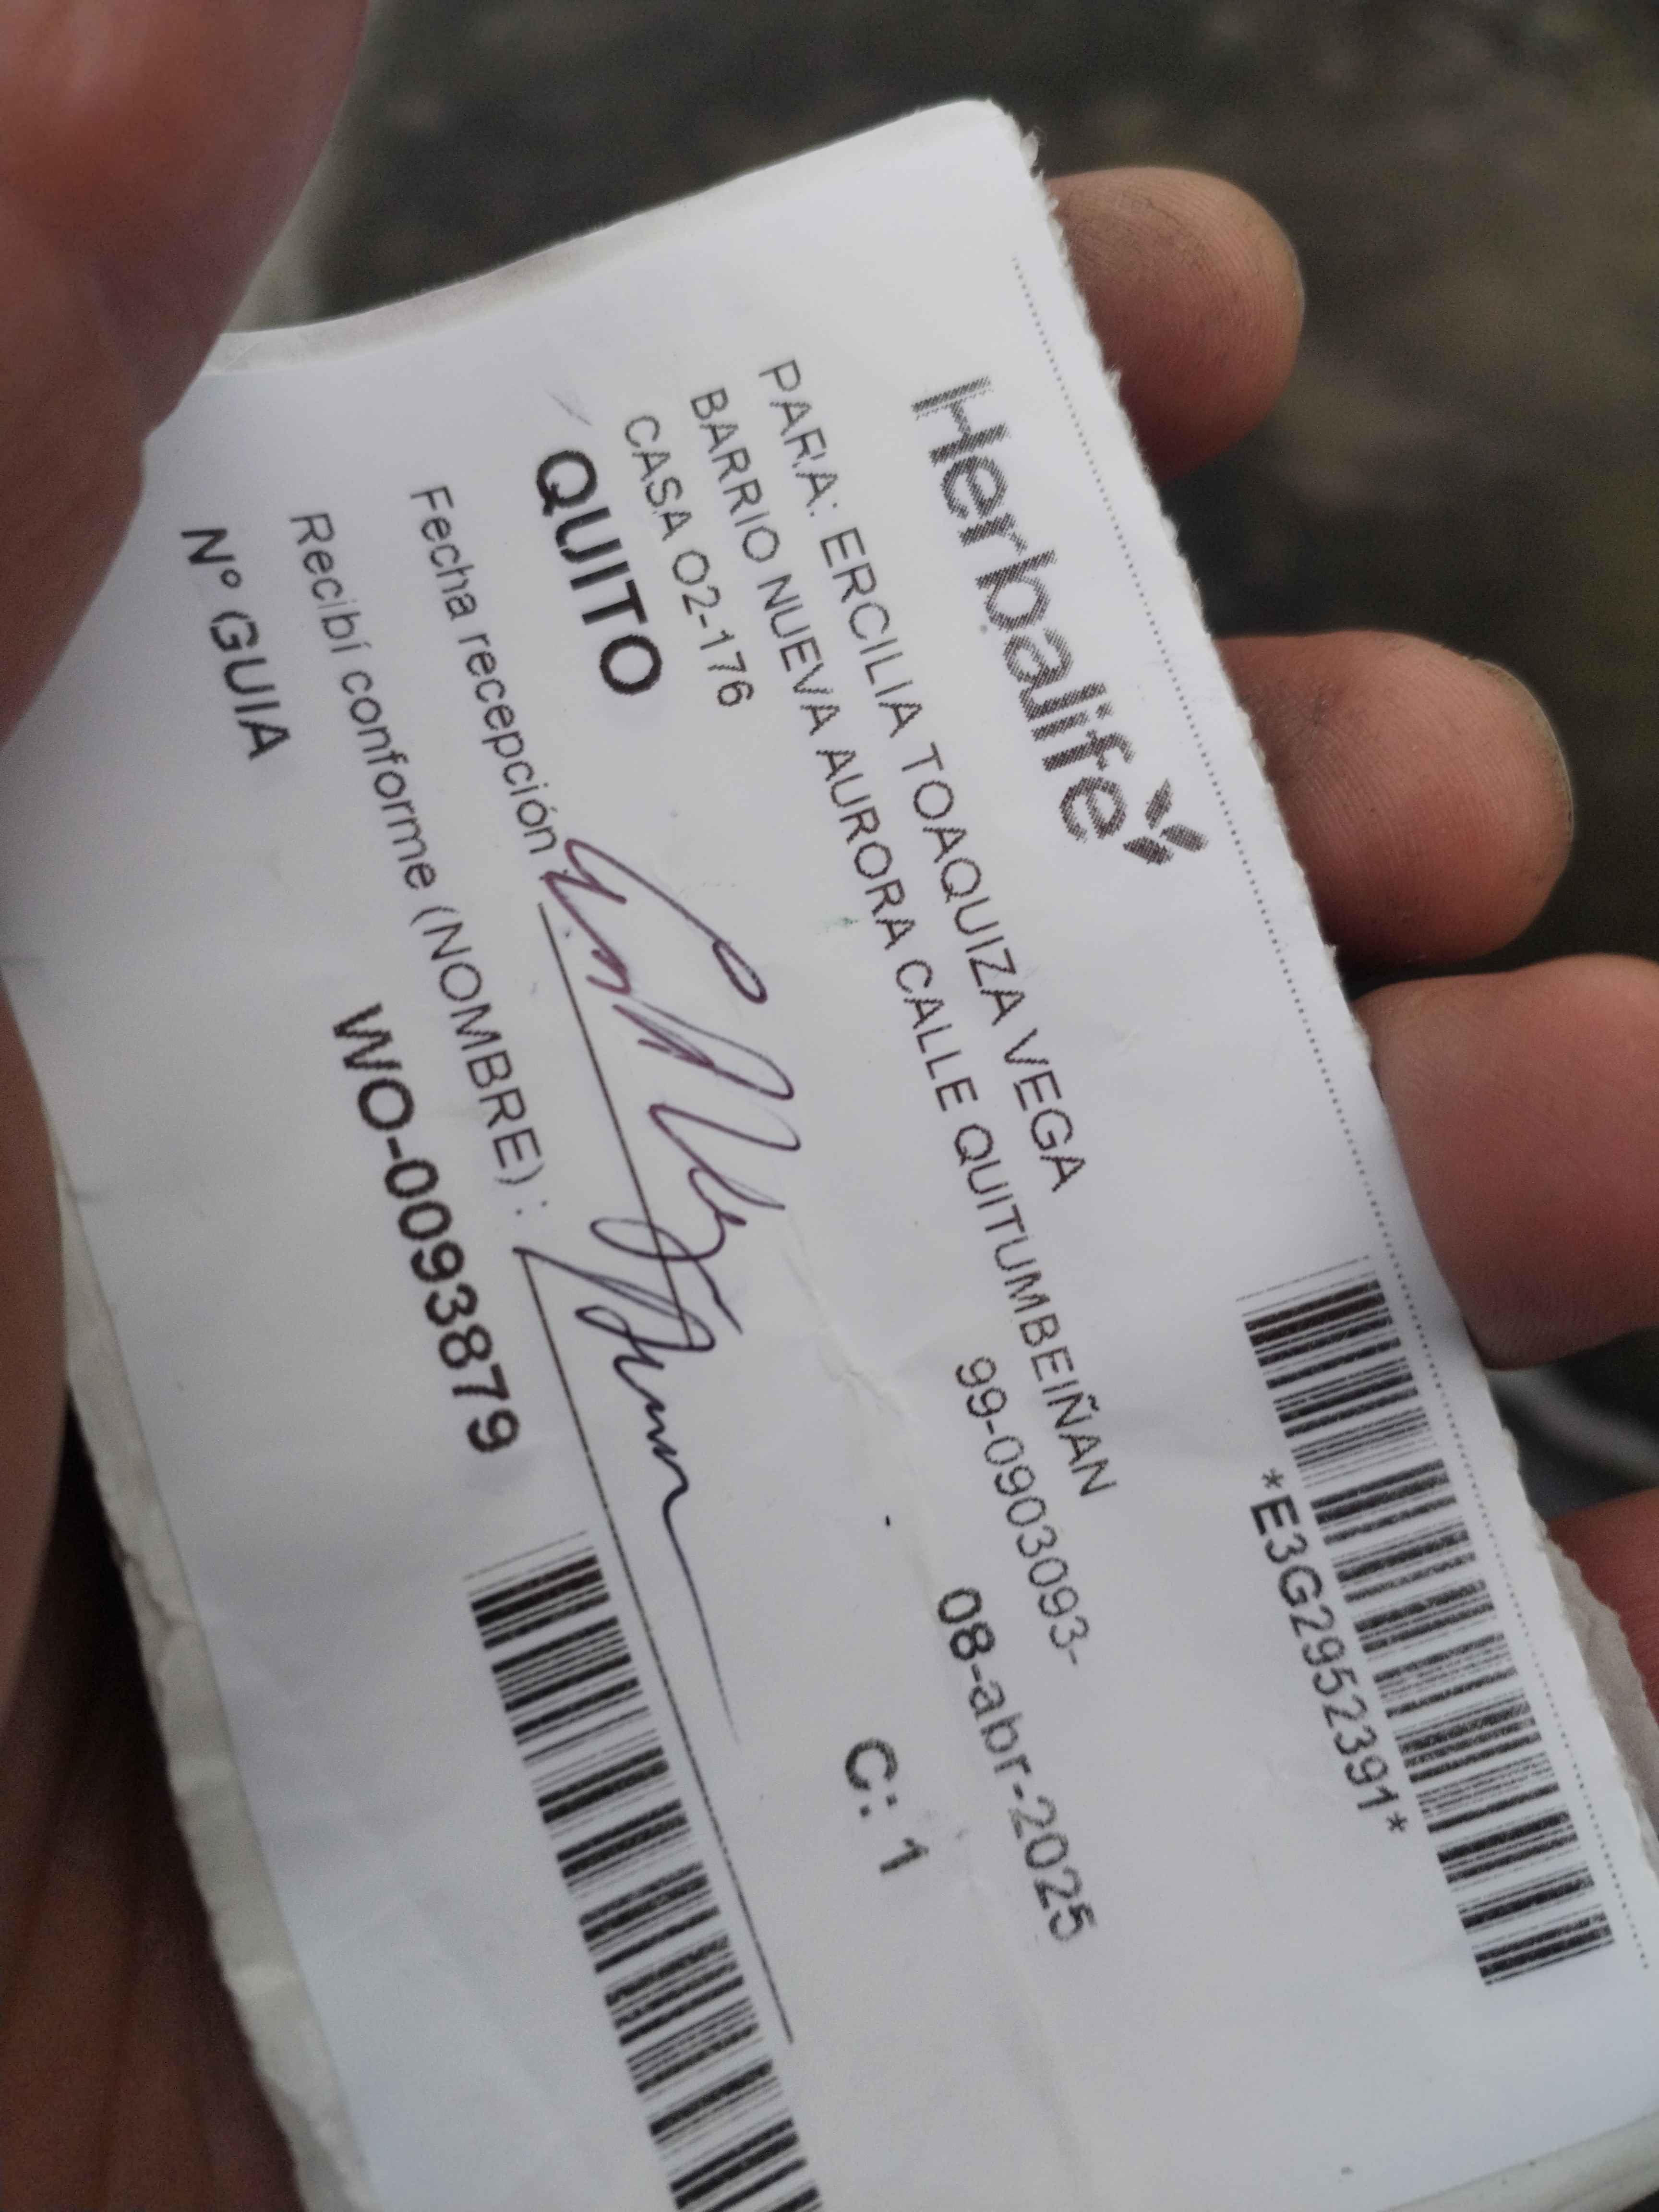 Herbalife
*E3G2952391*
PARA: ERCILIA TOAQUIZA VEGA
BARRIO NUEVA AURORA CALLE QUITUMBEIÑAN
CASA O2-176
99-0903093-
08-abr-2025
QUITO
C: 1
Fecha recepción
Recibí conforme (NOMBRE) :
Nº GUIA
WO-0093879